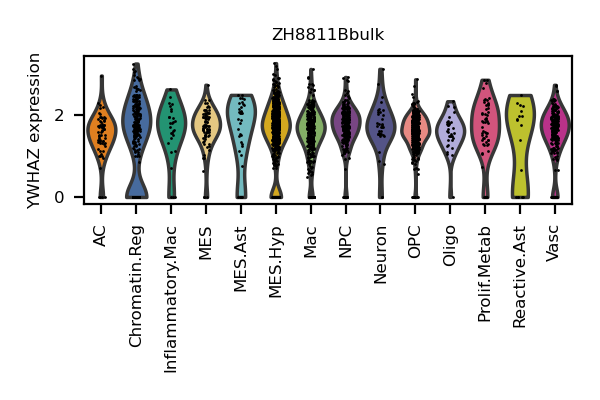 ZH8811Bbulk
YWHAZ expression
2
0
AC
Chromatin.Reg
Inflammatory.Mac
MES
MES.Ast
MES.Hyp
Mac
NPC
Neuron
OPC
Oligo
Prolif.Metab
Reactive.Ast
Vasc